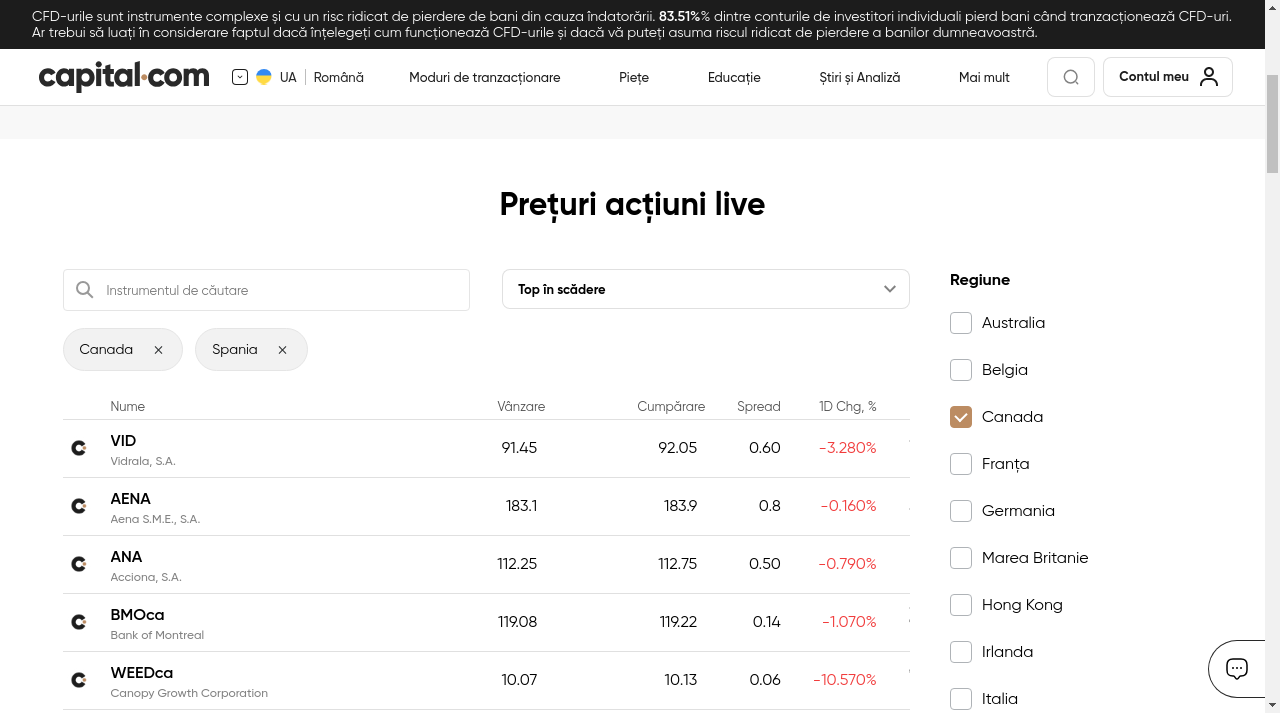 CFD-urile sunt instrumente complexe și cu un risc ridicat de pierdere de bani din cauza îndatorării. 83.51%% dintre conturile de investitori individuali pierd bani când tranzacționează CFD-uri.
Ar trebui să luați în considerare faptul dacă înțelegeți cum funcționează CFD-urile și dacă vă puteți asuma riscul ridicat de pierdere a banilor dumneavoastră.
capital.com UA Română Moduri de tranzacționare Piețe Educație Știri și Analiză Mai mult Contul meu
Prețuri acțiuni live
Instrumentul de căutare Top în scădere
Canada Spania
Nume Vânzare Cumpărare Spread 1D Chg, %
VID 91.45 92.05 0.60 -3.280%
Vidrala, S.A.
AENA 183.1 183.9 0.8 -0.160%
Aena S.M.E., S.A.
ANA 112.25 112.75 0.50 -0.790%
Acciona, S.A.
BMOca 119.08 119.22 0.14 -1.070%
Bank of Montreal
WEEDca 10.07 10.13 0.06 -10.570%
Canopy Growth Corporation
Regiune
Australia
Belgia
Canada
Franța
Germania
Marea Britanie
Hong Kong
Irlanda
Italia